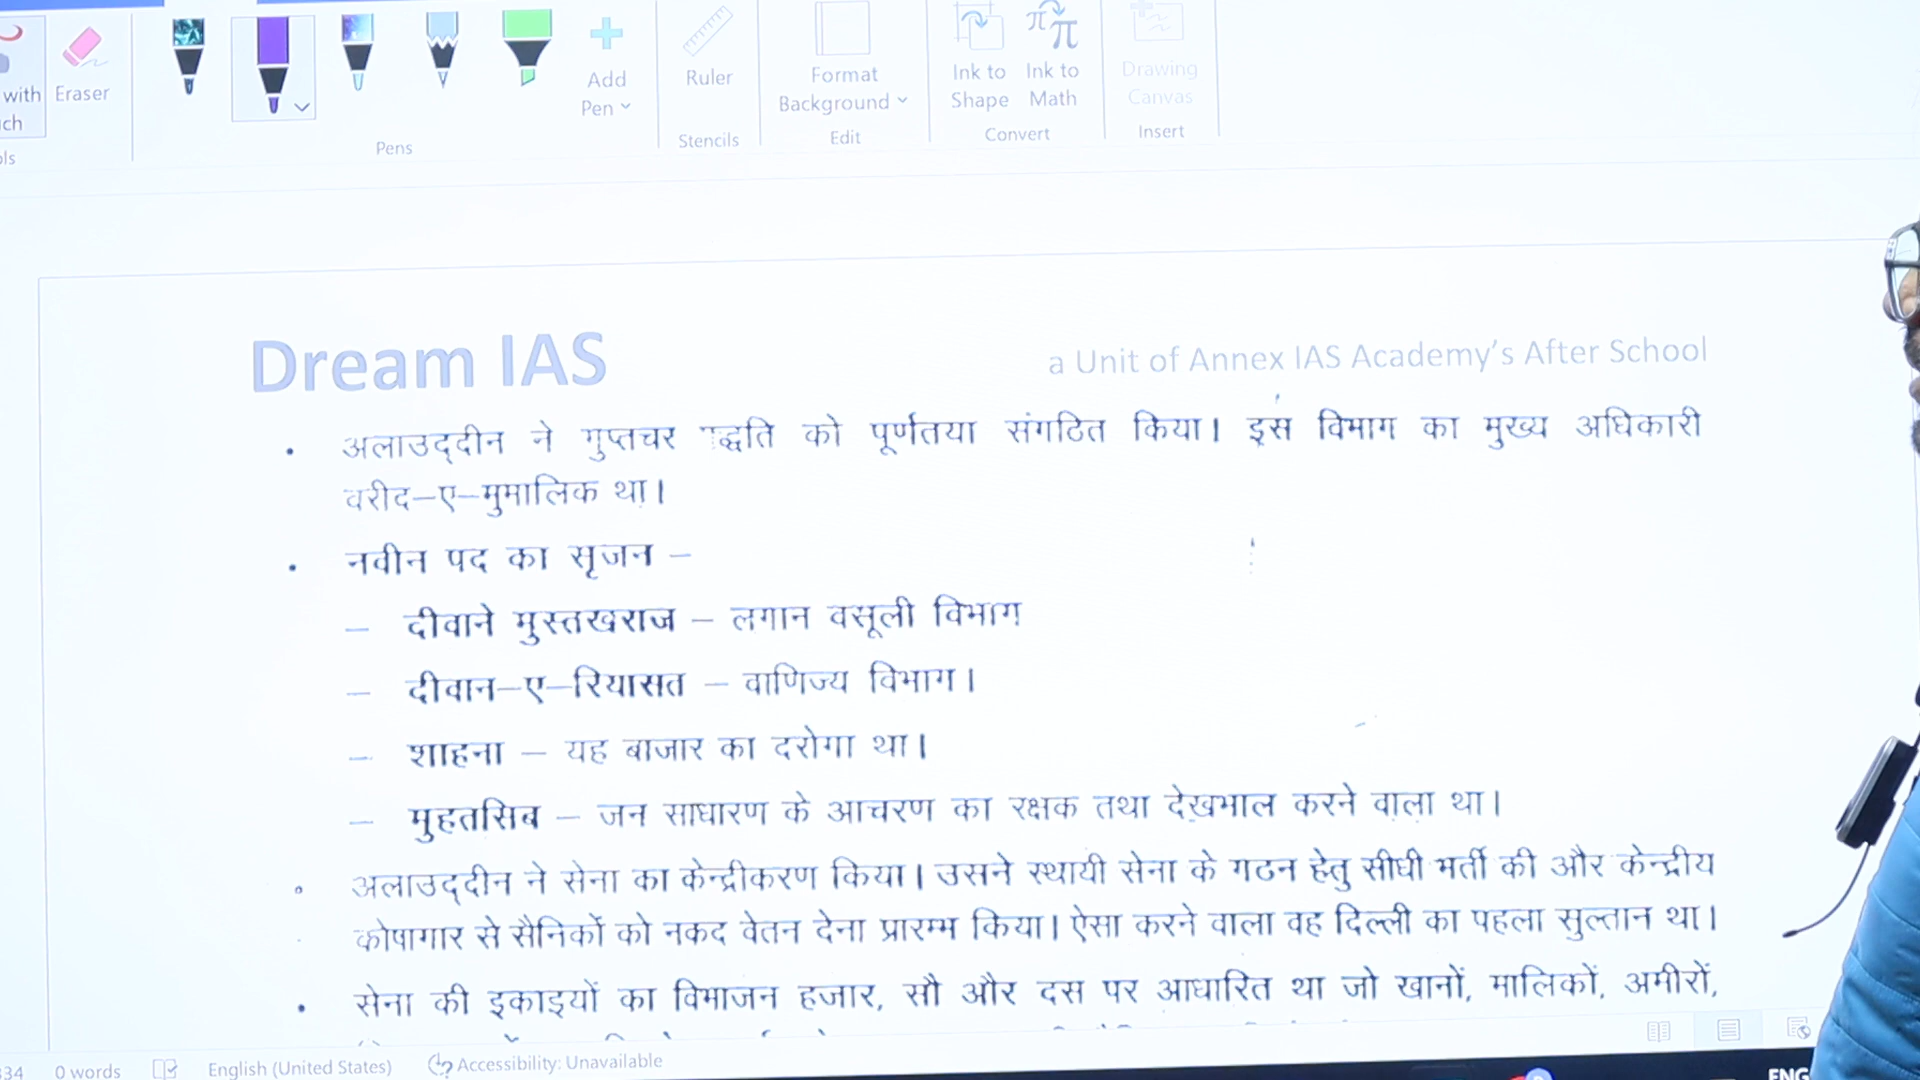 with
ch
ols
Eraser
Pens
Add
Pen
Ruler
Stencils
Format
Background
Edit
Ink to
Shape
Ink to
Math
Convert
Drawing
Canvas
Insert
Dream IAS
a Unit of Annex IAS Academy's After School
• अलाउद्दीन ने गुप्तचर पद्धति को पूर्णतया संगठित किया। इस विभाग का मुख्य अधिकारी
वरीद–ए–मुमालिक था।
• नवीन पद का सृजन –
– दीवाने मुस्तखराज – लगान वसूली विभाग
– दीवान–ए–रियासत – वाणिज्य विभाग।
– शाहना – यह बाजार का दरोगा था।
– मुहतसिब – जन साधारण के आचरण का रक्षक तथा देखभाल करने वाला था।
• अलाउद्दीन ने सेना का केन्द्रीकरण किया। उसने स्थायी सेना के गठन हेतु सीधी भर्ती की और केन्द्रीय
कोषागार से सैनिकों को नकद वेतन देना प्रारम्भ किया। ऐसा करने वाला वह दिल्ली का पहला सुल्तान था।
• सेना की इकाइयों का विभाजन हजार, सौ और दस पर आधारित था जो खानों, मालिकों, अमीरों,
334 0 words English (United States) Accessibility: Unavailable
ENG